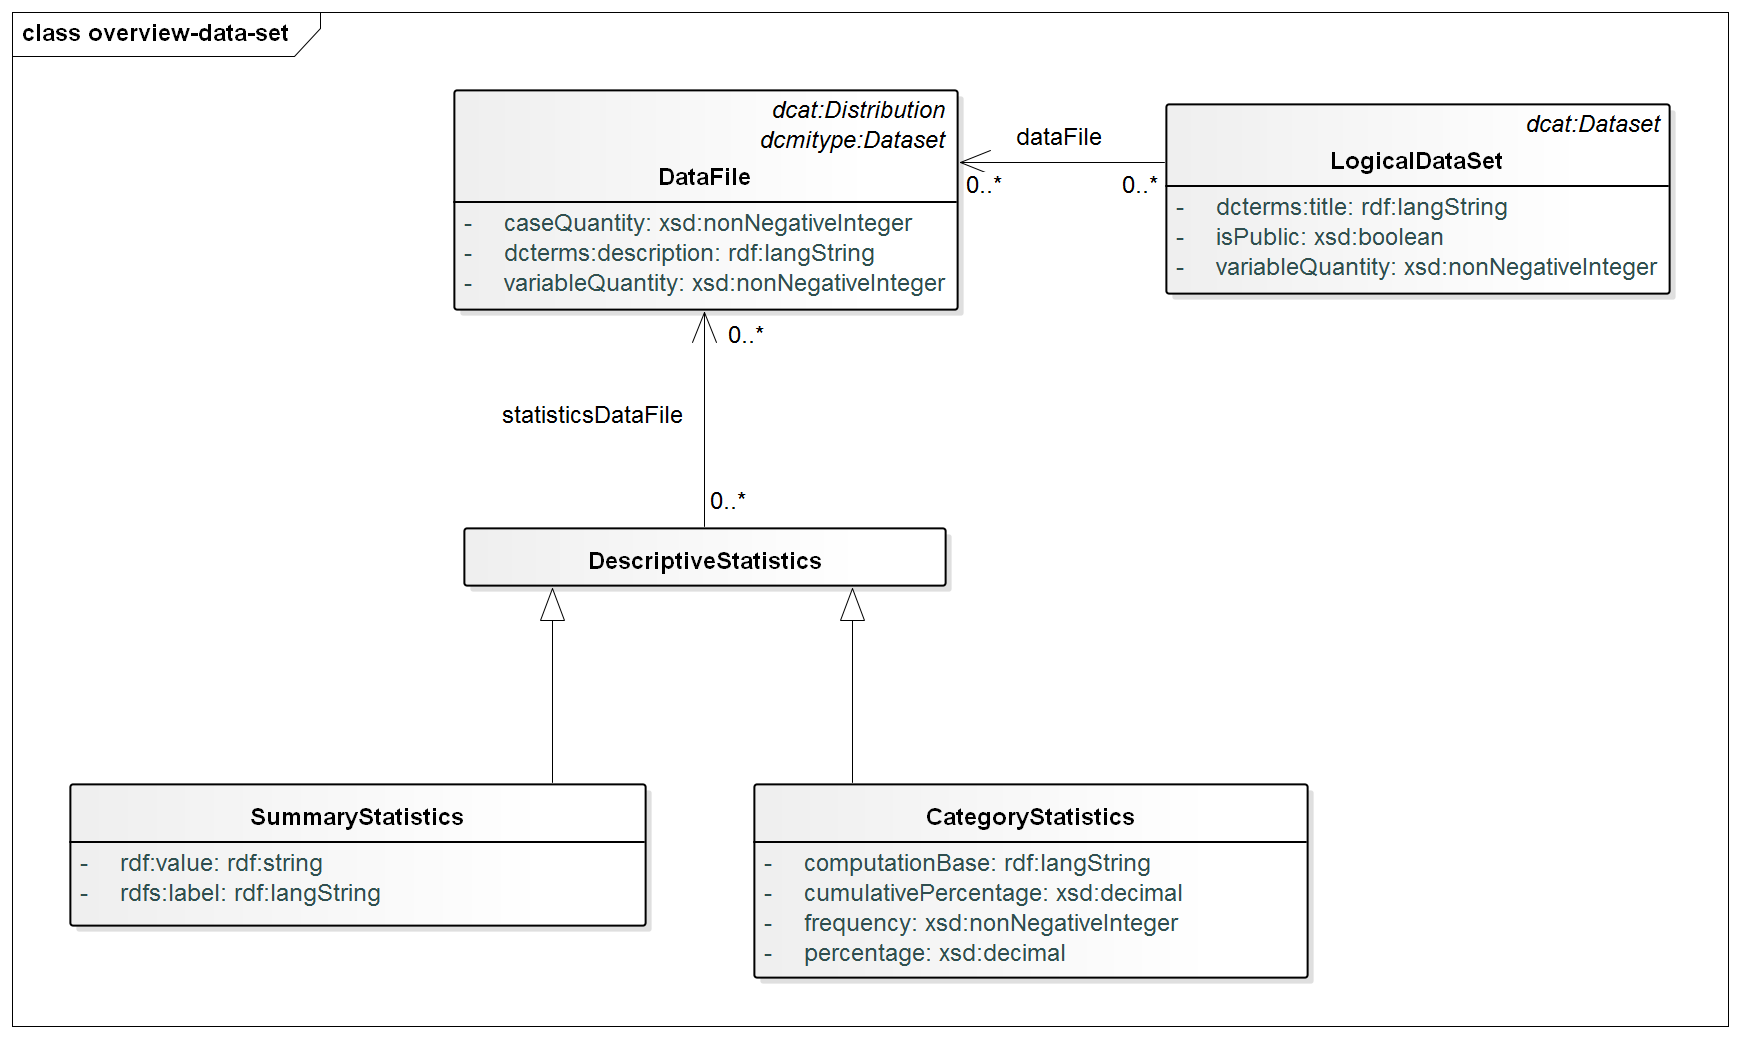 class overview-data-set
dcat:Distribution
dcmitype:Dataset
DataFile
- caseQuantity: xsd:nonNegativeInteger
- dcterms:description: rdf:langString
- variableQuantity: xsd:nonNegativeInteger
dataFile
0..*
0..*
dcat:Dataset
LogicalDataSet
- dcterms:title: rdf:langString
- isPublic: xsd:boolean
- variableQuantity: xsd:nonNegativeInteger
0..*
statisticsDataFile
0..*
DescriptiveStatistics
SummaryStatistics
- rdf:value: rdf:string
- rdfs:label: rdf:langString
CategoryStatistics
- computationBase: rdf:langString
- cumulativePercentage: xsd:decimal
- frequency: xsd:nonNegativeInteger
- percentage: xsd:decimal